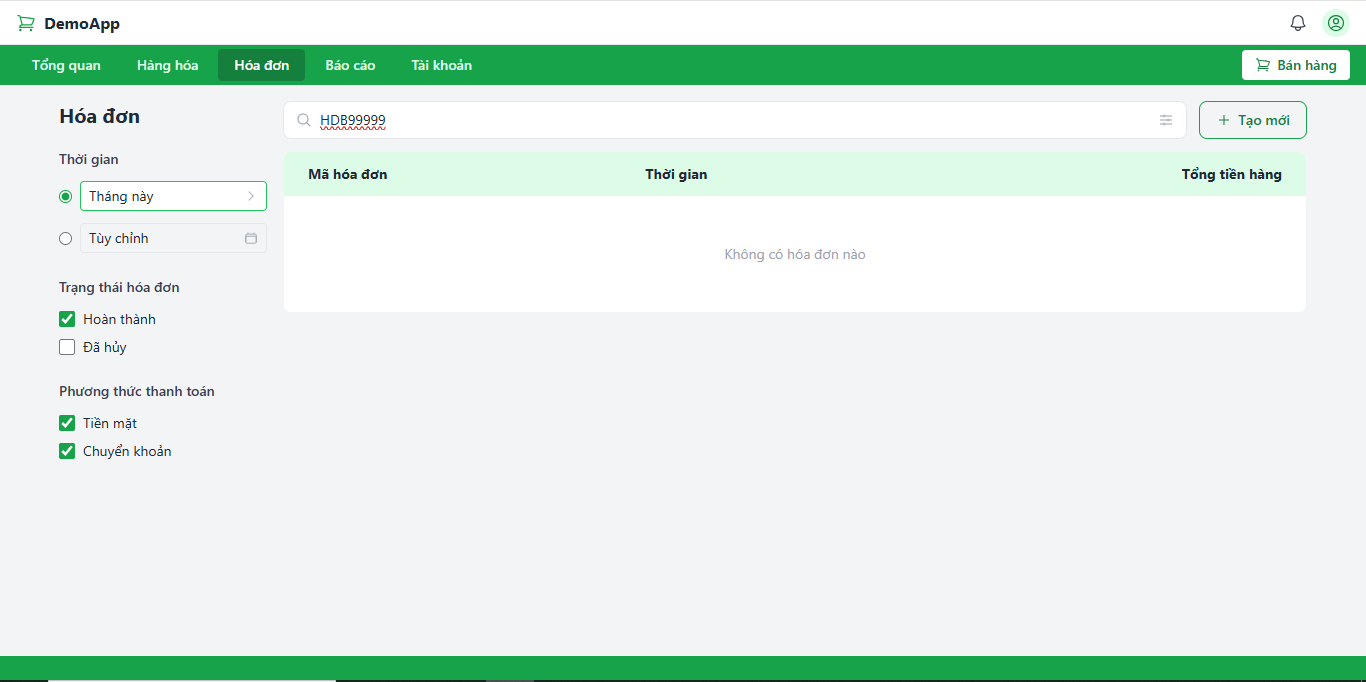 DemoApp
Tổng quan Hàng hóa Hóa đơn Báo cáo Tài khoản Bán hàng
Hóa đơn
HDB99999
Tạo mới
Thời gian
Tháng này
Tùy chỉnh
Trạng thái hóa đơn
Hoàn thành
Đã hủy
Phương thức thanh toán
Tiền mặt
Chuyển khoản
Mã hóa đơn Thời gian Tổng tiền hàng
Không có hóa đơn nào